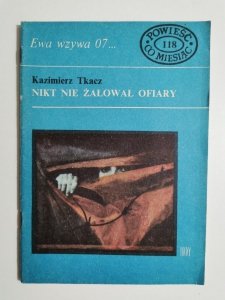 Ewa wzywa 07...
POWIEŚĆ
118
CO MIESIĄC
Kazimierz Tkacz
NIKT NIE ŻAŁOWAŁ OFIARY